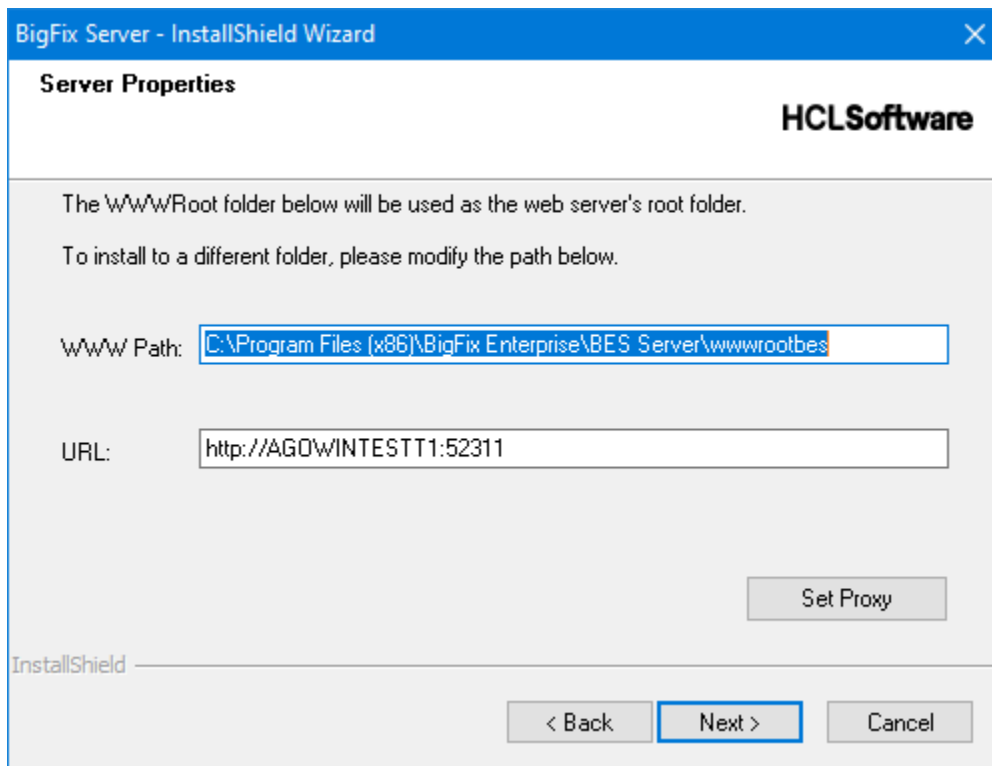 BigFix Server - InstallShield Wizard
Server Properties
HCLSoftware
The WWWRoot folder below will be used as the web server's root folder.
To install to a different folder, please modify the path below.
WWW Path: C:\Program Files (x86)\BigFix Enterprise\BES Server\wwwrootbes
URL: http://AGOWINTESTT1:52311
Set Proxy
InstallShield
< Back Next > Cancel